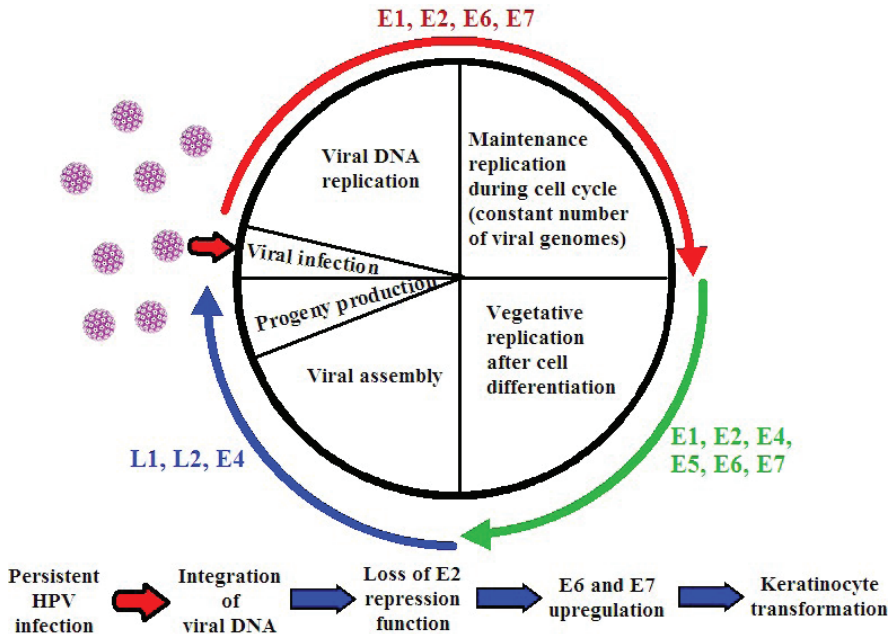 E1, E2, E6, E7
Viral DNA
replication
Maintenance
replication
during cell cycle
(constant number
of viral genomes)
Viral infection
Progeny production
Viral assembly
Vegetative
replication
after cell
differentiation
L1, L2, E4
E1, E2, E4,
E5, E6, E7
Persistent
HPV
infection
Integration
of
viral DNA
Loss of E2
repression
function
E6 and E7
upregulation
Keratinocyte
transformation